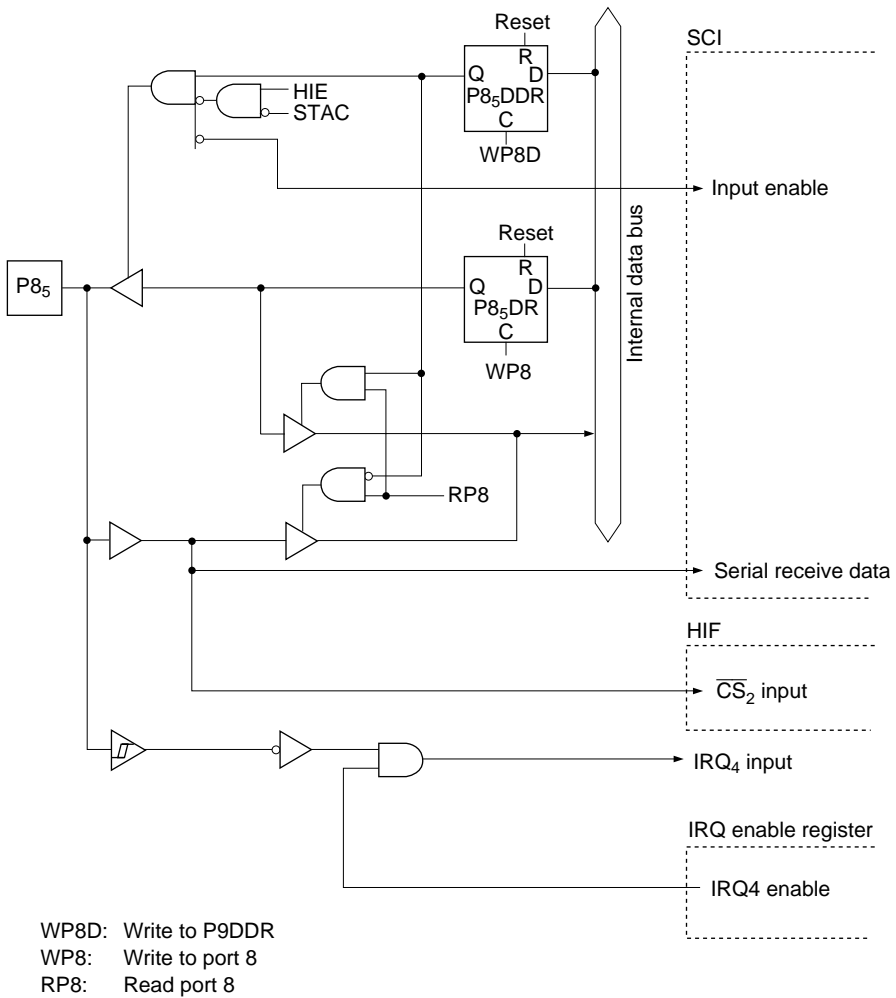 Reset
SCI
R
Q
D
P8₅DDR
C
HIE
STAC
WP8D
Input enable
Internal data bus
Reset
P8₅
R
Q
D
P8₅DR
C
WP8
RP8
Serial receive data
HIF
C̅S̅₂ input
IRQ₄ input
IRQ enable register
IRQ4 enable
WP8D: Write to P9DDR
WP8: Write to port 8
RP8: Read port 8